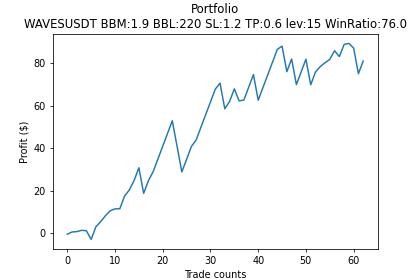 Portfolio
WAVESUSDT BBM:1.9 BBL:220 SL:1.2 TP:0.6 lev:15 WinRatio:76.0
Profit ($)
80
60
40
20
0
0 10 20 30 40 50 60
Trade counts